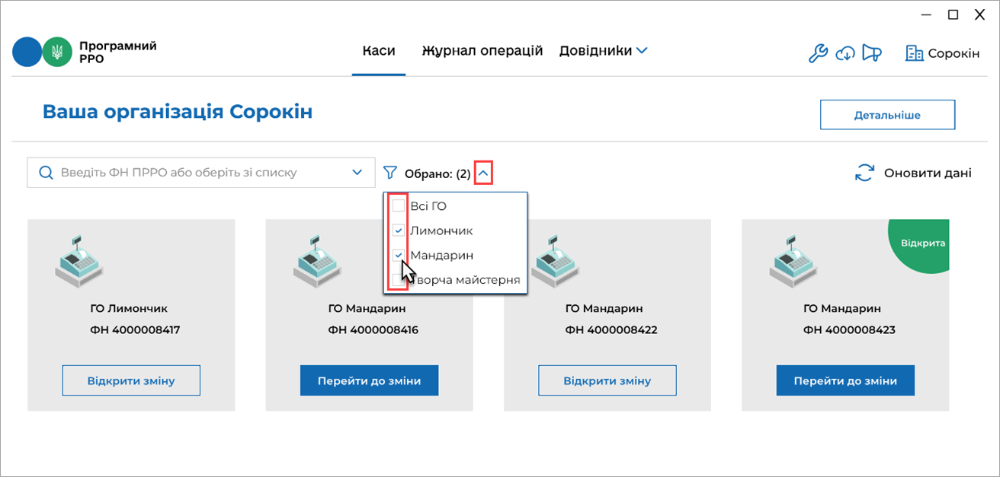 Програмний
РРО
Каси
Журнал операцій
Довідники
Сорокін
Ваша організація Сорокін
Детальніше
Введіть ФН ПРРО або оберіть зі списку
Обрано: (2)
Оновити дані
Всі ГО
Лимончик
Мандарин
Творча майстерня
Відкрита
ГО Лимончик
ФН 4000008417
Відкрити зміну
ГО Мандарин
ФН 4000008416
Перейти до зміни
ГО Мандарин
ФН 4000008422
Відкрити зміну
ГО Мандарин
ФН 4000008423
Перейти до зміни